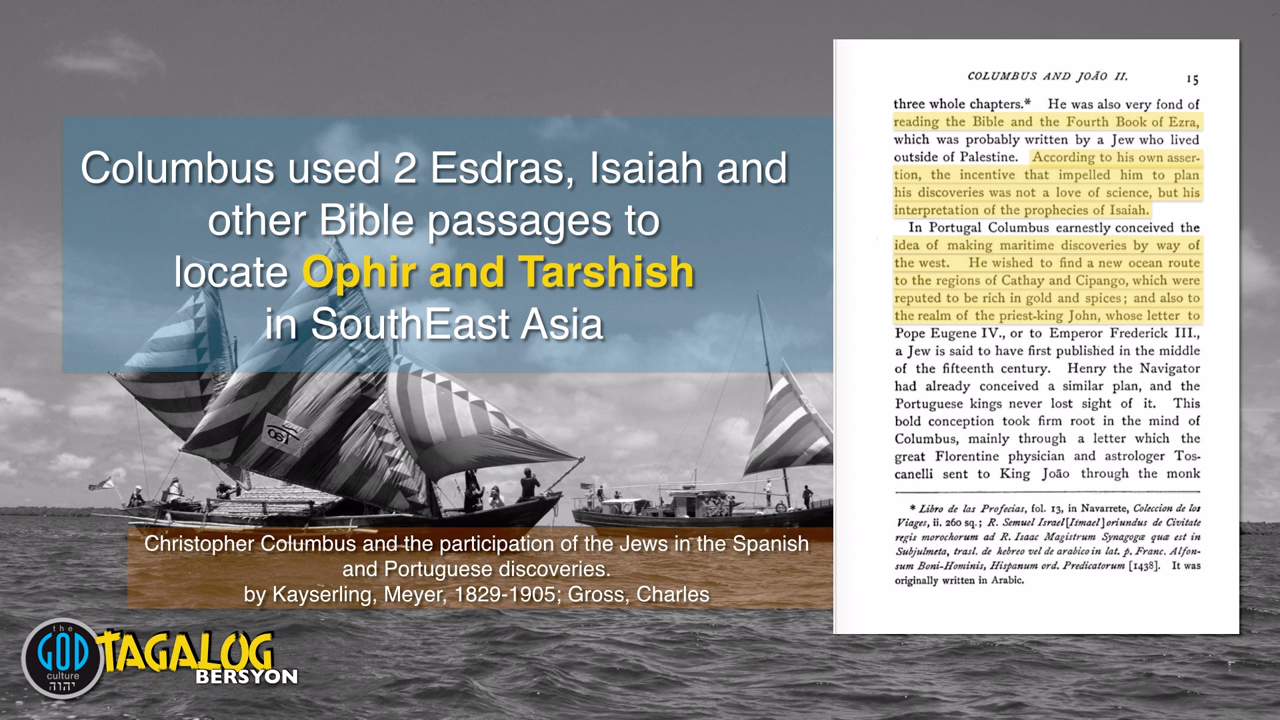 Columbus used 2 Esdras, Isaiah and
other Bible passages to
locate Ophir and Tarshish
in SouthEast Asia
COLUMBUS AND JOÃO II. 15
three whole chapters.* He was also very fond of
reading the Bible and the Fourth Book of Ezra,
which was probably written by a Jew who lived
outside of Palestine. According to his own asser-
tion, the incentive that impelled him to plan
his discoveries was not a love of science, but his
interpretation of the prophecies of Isaiah.
In Portugal Columbus earnestly conceived the
idea of making maritime discoveries by way of
the west. He wished to find a new ocean route
to the regions of Cathay and Cipango, which were
reputed to be rich in gold and spices; and also to
the realm of the priest-king John, whose letter to
Pope Eugene IV., or to Emperor Frederick III.,
a Jew is said to have first published in the middle
of the fifteenth century. Henry the Navigator
had already conceived a similar plan, and the
Portuguese kings never lost sight of it. This
bold conception took firm root in the mind of
Columbus, mainly through a letter which the
great Florentine physician and astrologer Tos-
canelli sent to King João through the monk
* Libro de las Profecias, fol. 13, in Navarrete, Coleccion de los
Viages, ii. 260 sq.; R. Semuel Israel [Ismael] oriundus de Civitate
regis morochorum ad R. Isaac Magistrum Synagogæ quæ est in
Subjulmeta, trasl. de hebreo vel de arabico in lat. p. Franc. Alfon-
sum Boni-Hominis, Hispanum ord. Predicatorum [1438]. It was
originally written in Arabic.
Christopher Columbus and the participation of the Jews in the Spanish
and Portuguese discoveries.
by Kayserling, Meyer, 1829-1905; Gross, Charles
the
GOD
culture
יהוה
TAGALOG
BERSYON